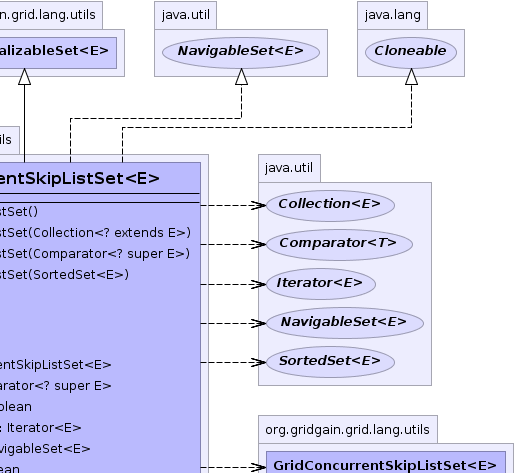 n.grid.lang.utils
java.util
java.lang
alizableSet<E>
NavigableSet<E>
Cloneable
ils
entSkipListSet<E>
java.util
stSet()
stSet(Collection<? extends E>)
stSet(Comparator<? super E>)
stSet(SortedSet<E>)
Collection<E>
Comparator<T>
Iterator<E>
NavigableSet<E>
SortedSet<E>
entSkipListSet<E>
arator<? super E>
olean
: Iterator<E>
avigableSet<E>
ean
org.gridgain.grid.lang.utils
GridConcurrentSkipListSet<E>